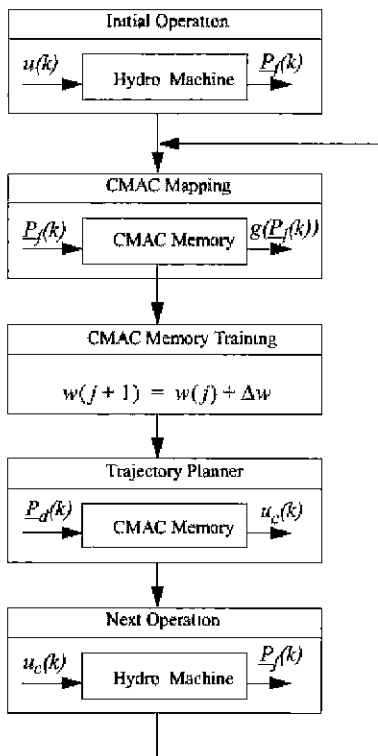 Initial Operation
u(k) Hydro Machine P_f(k)
CMAC Mapping
P_f(k) CMAC Memory g(P_f(k))
CMAC Memory Training
w(j + 1) = w(j) + Δw
Trajectory Planner
P_d(k) CMAC Memory u_c(k)
Next Operation
u_c(k) Hydro Machine P_f(k)